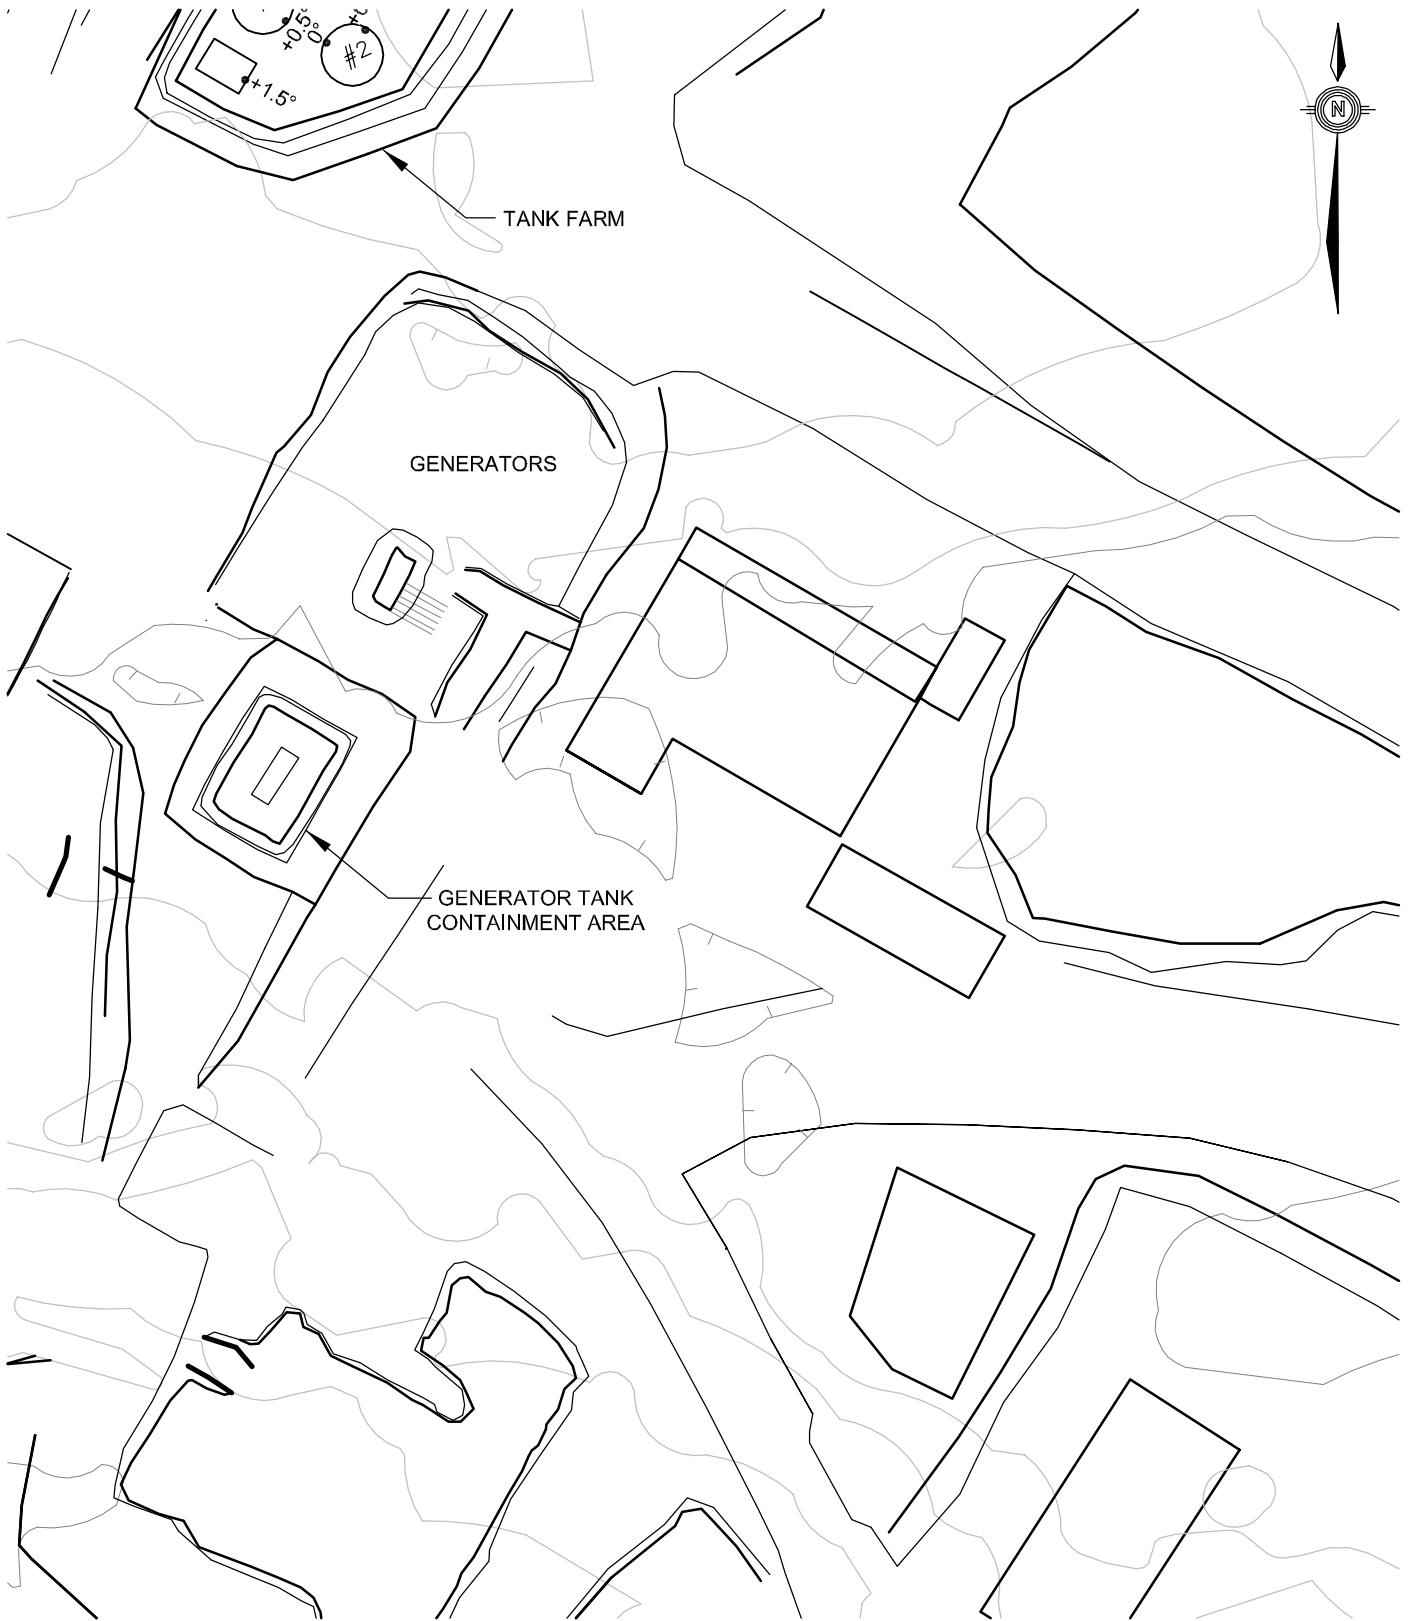 +0.5°
0°
#2
+1.5°
N
TANK FARM
GENERATORS
GENERATOR TANK
CONTAINMENT AREA